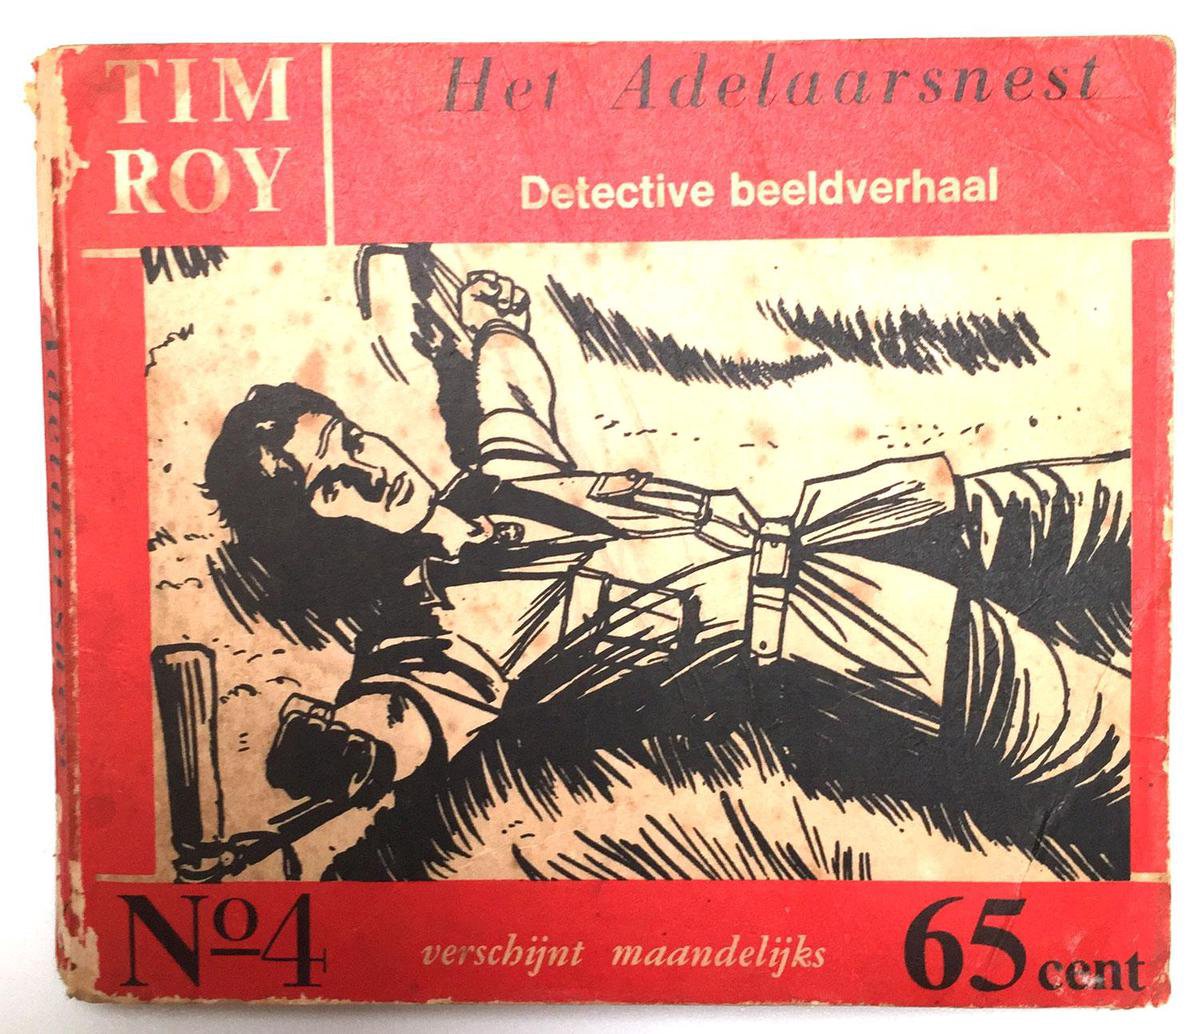 TIM
ROY
Het Adelaarsnest
Detective beeldverhaal
No4
verschijnt maandelijks
65 cent